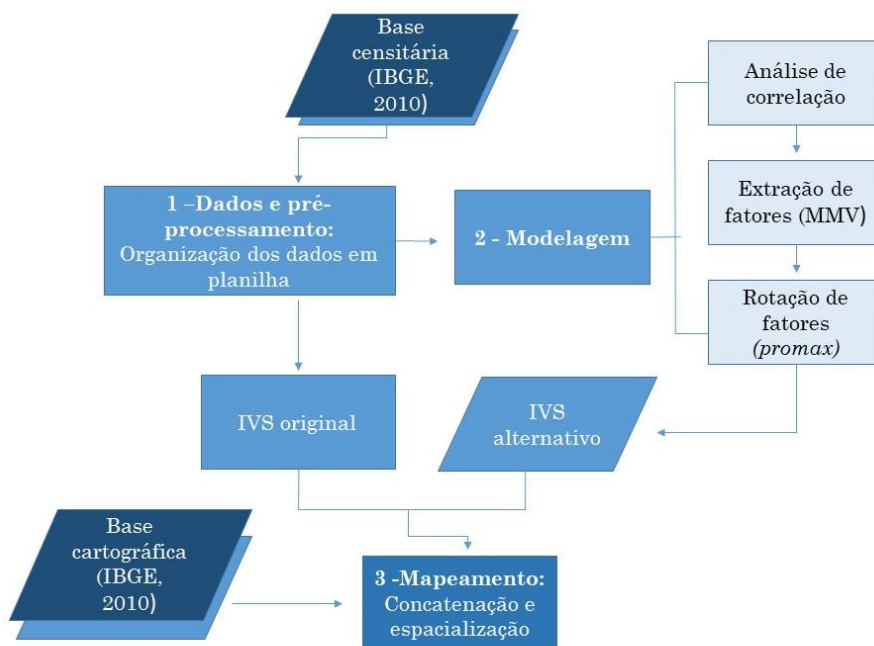 Base
censitária
(IBGE,
2010)
Análise de
correlação
1 –Dados e pré-
processamento:
Organização dos dados em
planilha
2 - Modelagem
Extração de
fatores (MMV)
Rotação de
fatores
(promax)
IVS original
IVS
alternativo
Base
cartográfica
(IBGE,
2010)
3 -Mapeamento:
Concatenação e
espacialização